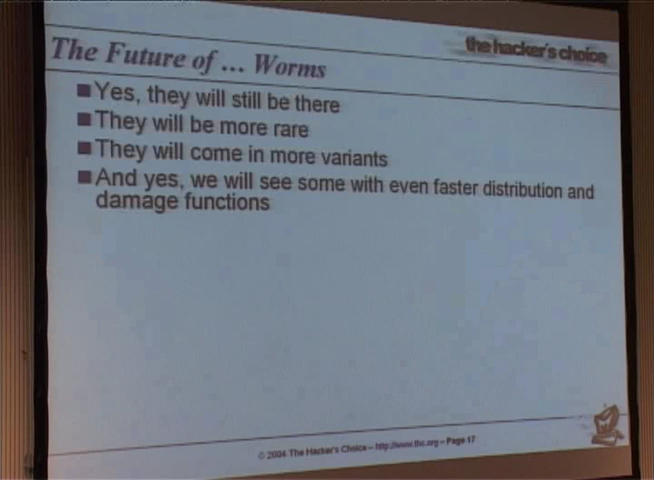 the hacker's choice
The Future of ... Worms
Yes, they will still be there
They will be more rare
They will come in more variants
And yes, we will see some with even faster distribution and
damage functions
© 2004 The Hacker's Choice – http://www.thc.org – Page 17